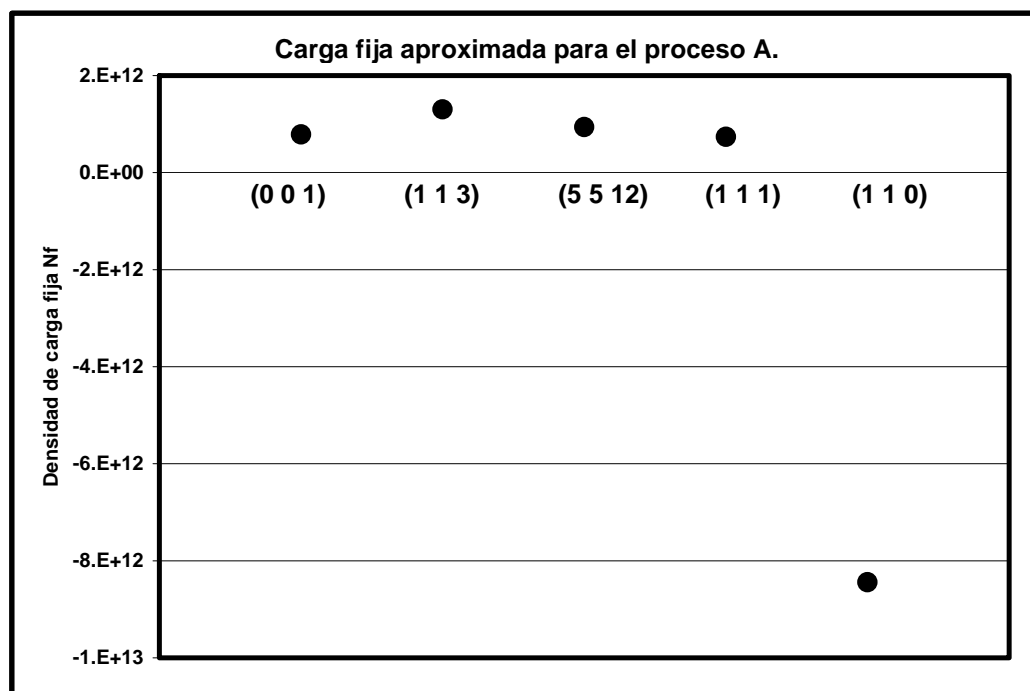 Carga fija aproximada para el proceso A.
2.E+12
0.E+00
(0 0 1) (1 1 3) (5 5 12) (1 1 1) (1 1 0)
-2.E+12
-4.E+12
-6.E+12
-8.E+12
-1.E+13
Densidad de carga fija Nf